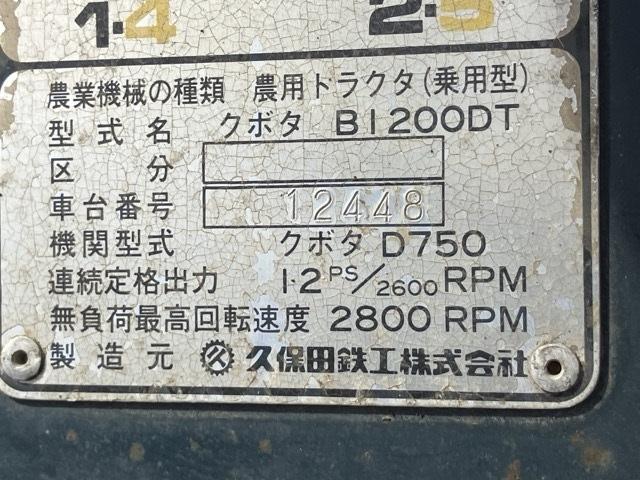 1・4 2・5
農業機械の種類 農用トラクタ(乗用型)
型式名 クボタ B1200DT
区分
車台番号 12448
機関型式 クボタ D750
連続定格出力 12 PS/2600 RPM
無負荷最高回転速度 2800 RPM
製造元 久保田鉄工株式会社